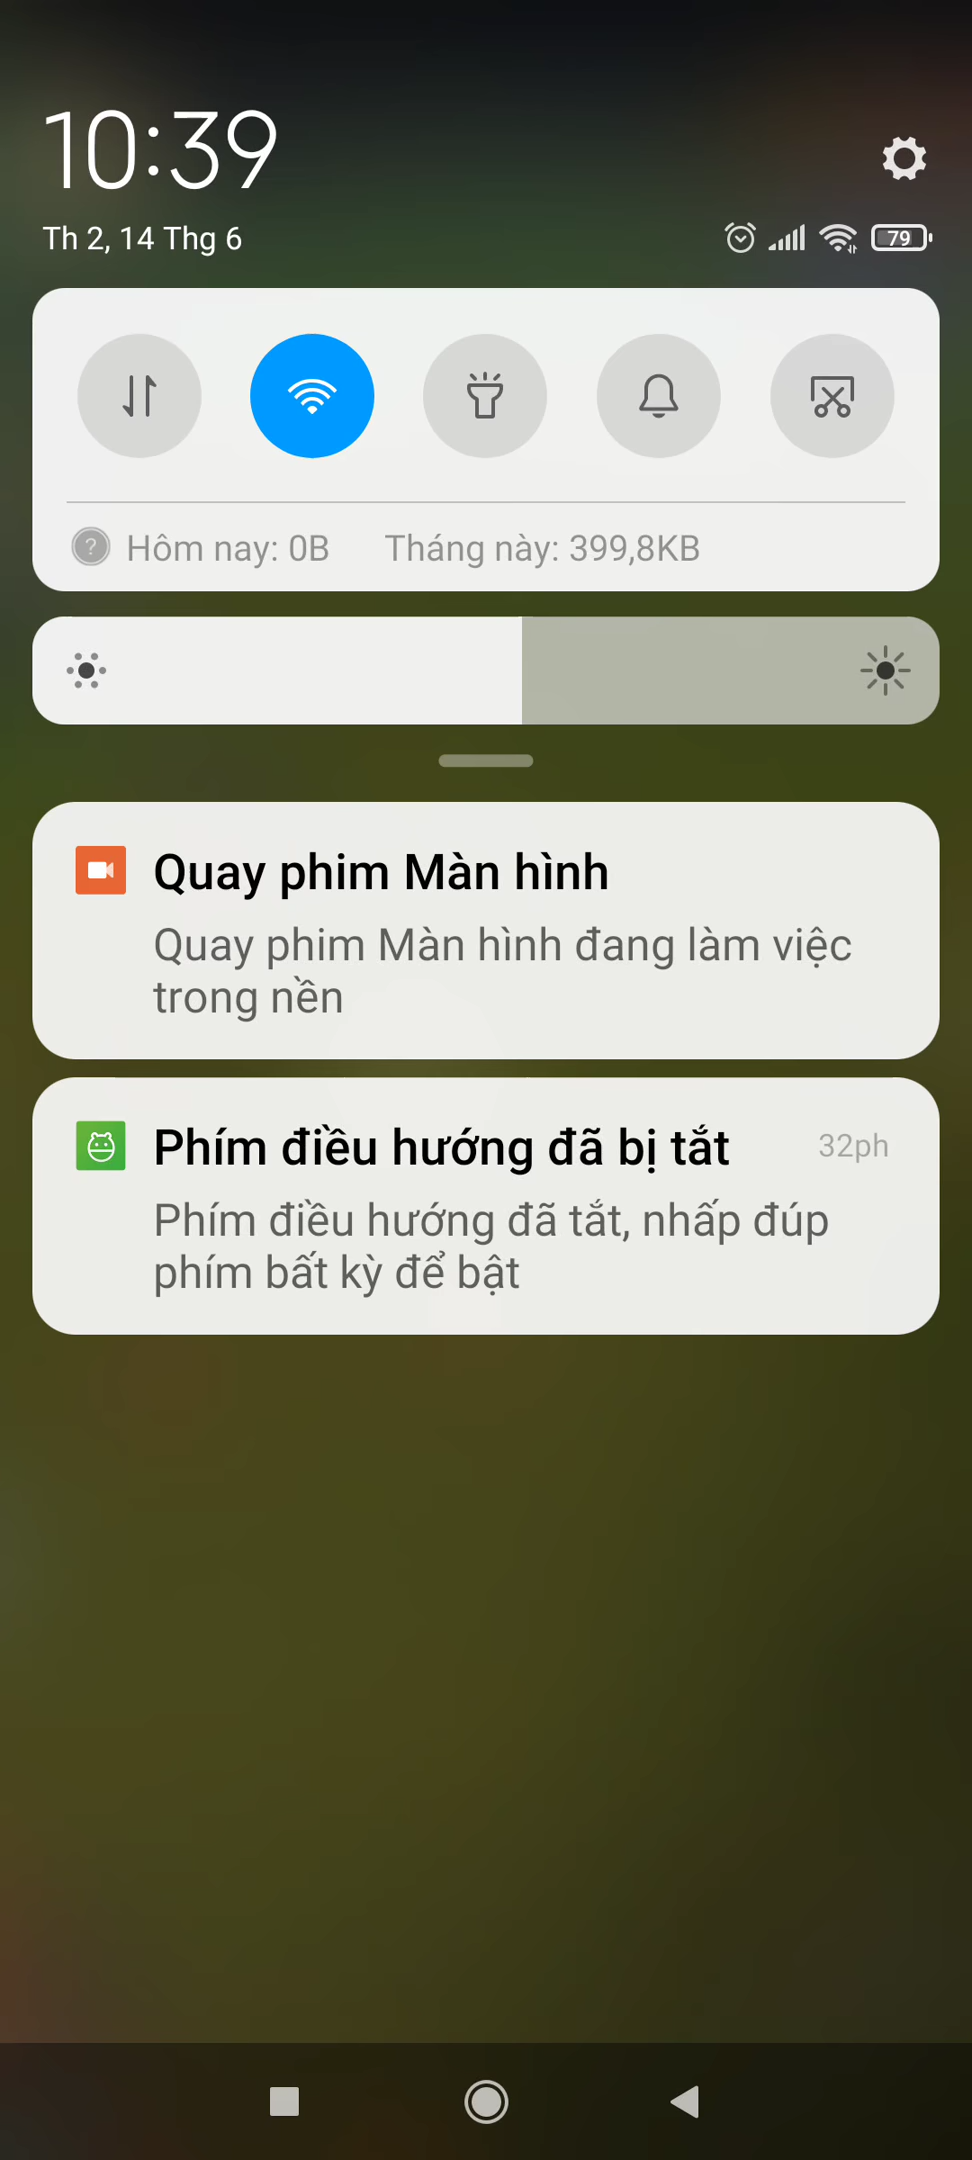 10:39
Th 2, 14 Thg 6
79
? Hôm nay: 0B Tháng này: 399,8KB
Quay phim Màn hình
Quay phim Màn hình đang làm việc
trong nền
Phím điều hướng đã bị tắt 32ph
Phím điều hướng đã tắt, nhấp đúp
phím bất kỳ để bật